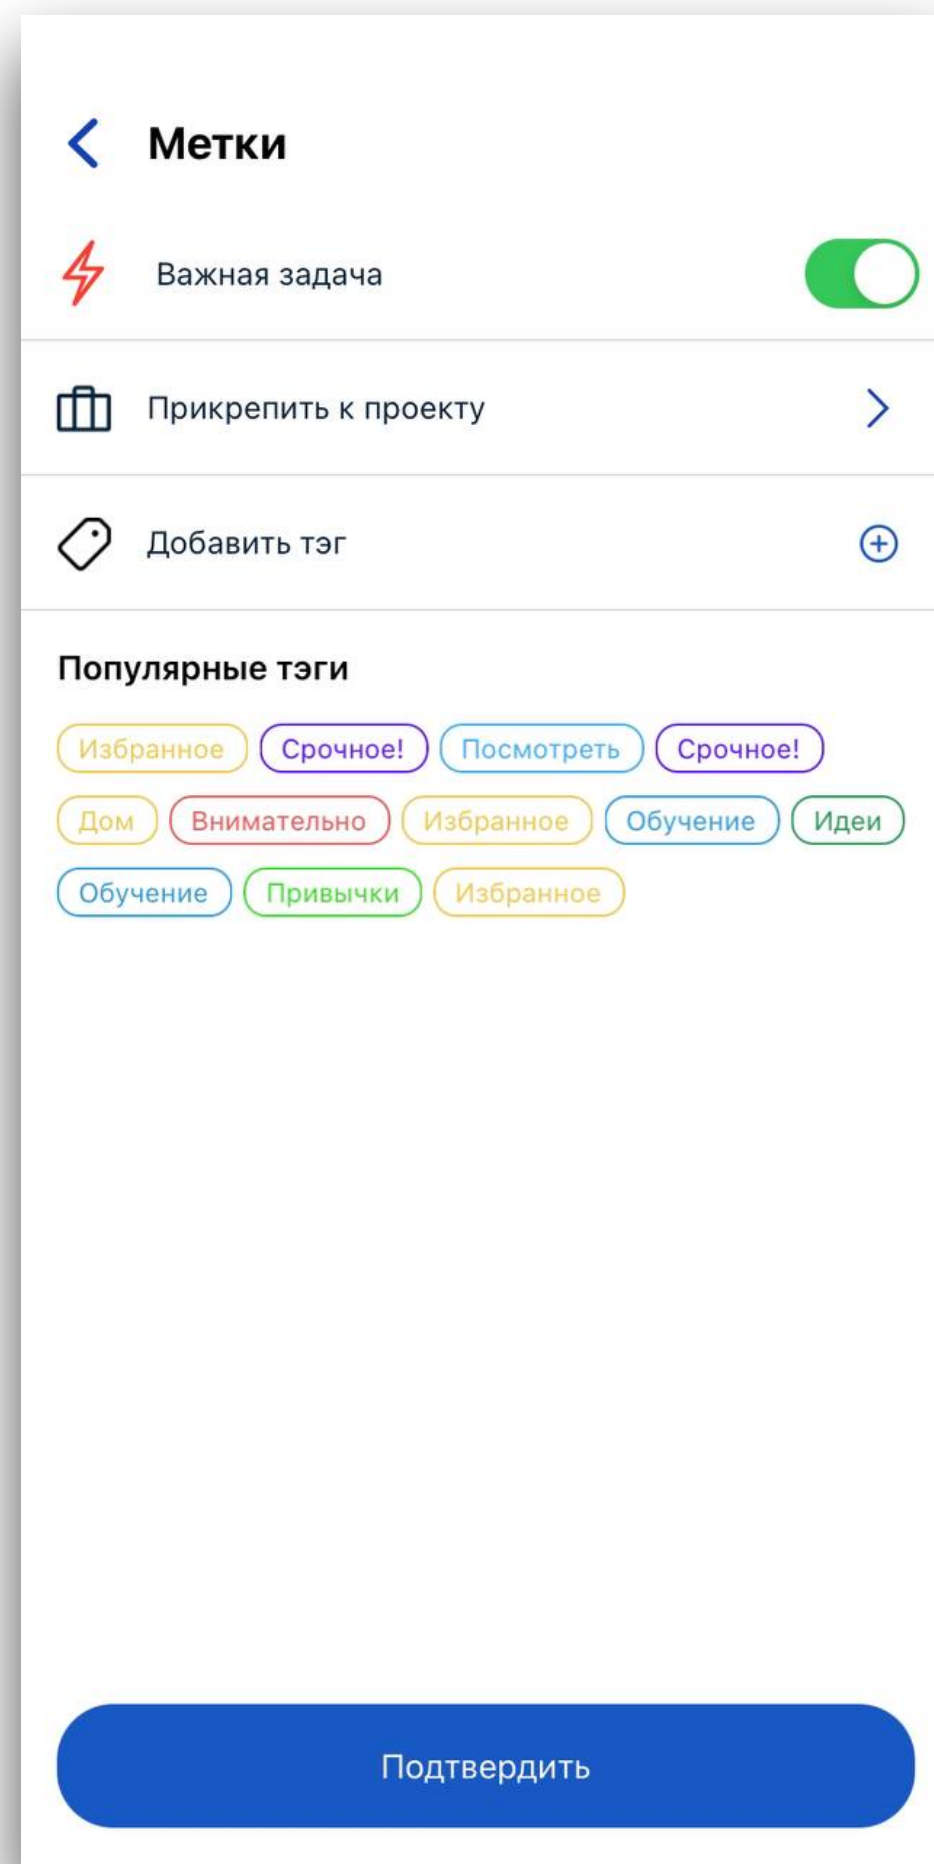 Метки
Важная задача
Прикрепить к проекту
Добавить тэг
Популярные тэги
Избранное Срочное! Посмотреть Срочное!
Дом Внимательно Избранное Обучение Идеи
Обучение Привычки Избранное
Подтвердить